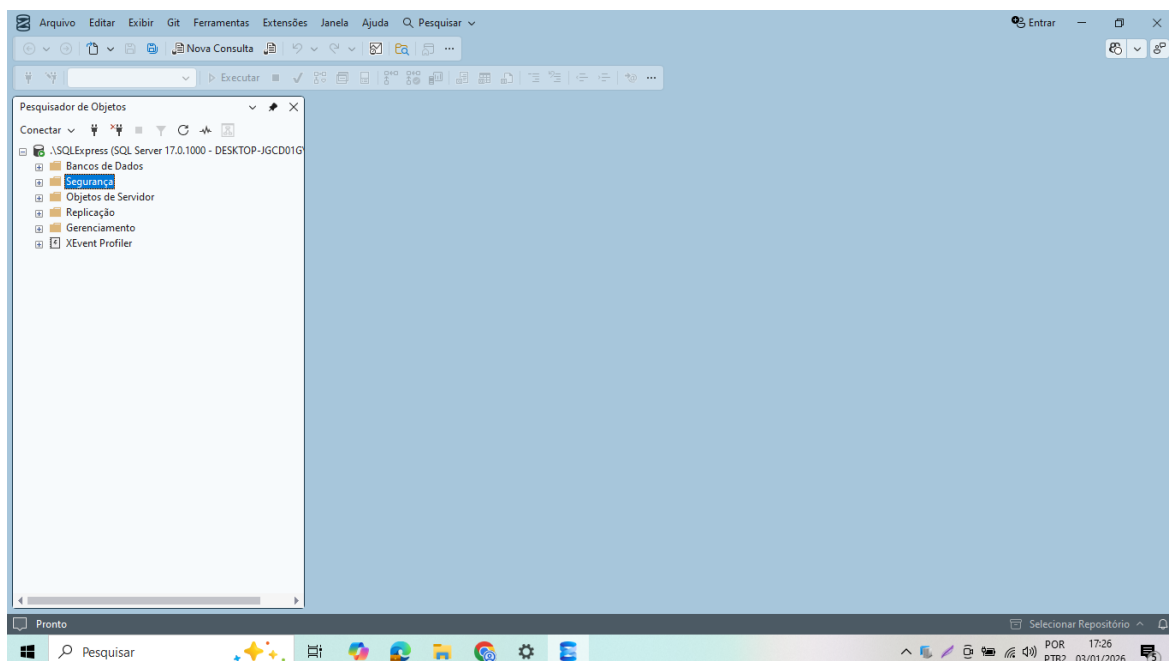 Arquivo Editar Exibir Git Ferramentas Extensões Janela Ajuda Pesquisar Entrar
Nova Consulta
Executar
Pesquisador de Objetos
Conectar
.\SQLExpress (SQL Server 17.0.1000 - DESKTOP-JGCD01G
Bancos de Dados
Segurança
Objetos de Servidor
Replicação
Gerenciamento
XEvent Profiler
Pronto Selecionar Repositório
Pesquisar
POR 17:26
PTB2 03/01/2026